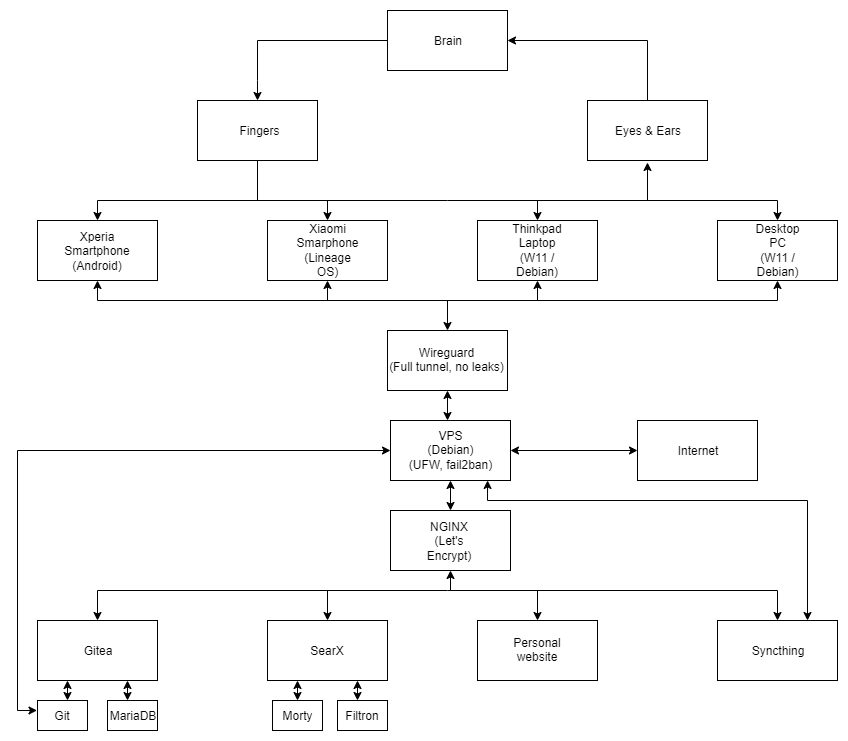 Brain
Fingers
Eyes & Ears
Xperia
Smartphone
(Android)
Xiaomi
Smarphone
(Lineage
OS)
Thinkpad
Laptop
(W11 /
Debian)
Desktop
PC
(W11 /
Debian)
Wireguard
(Full tunnel, no leaks)
VPS
(Debian)
(UFW, fail2ban)
Internet
NGINX
(Let's
Encrypt)
Gitea
SearX
Personal
website
Syncthing
Git
MariaDB
Morty
Filtron